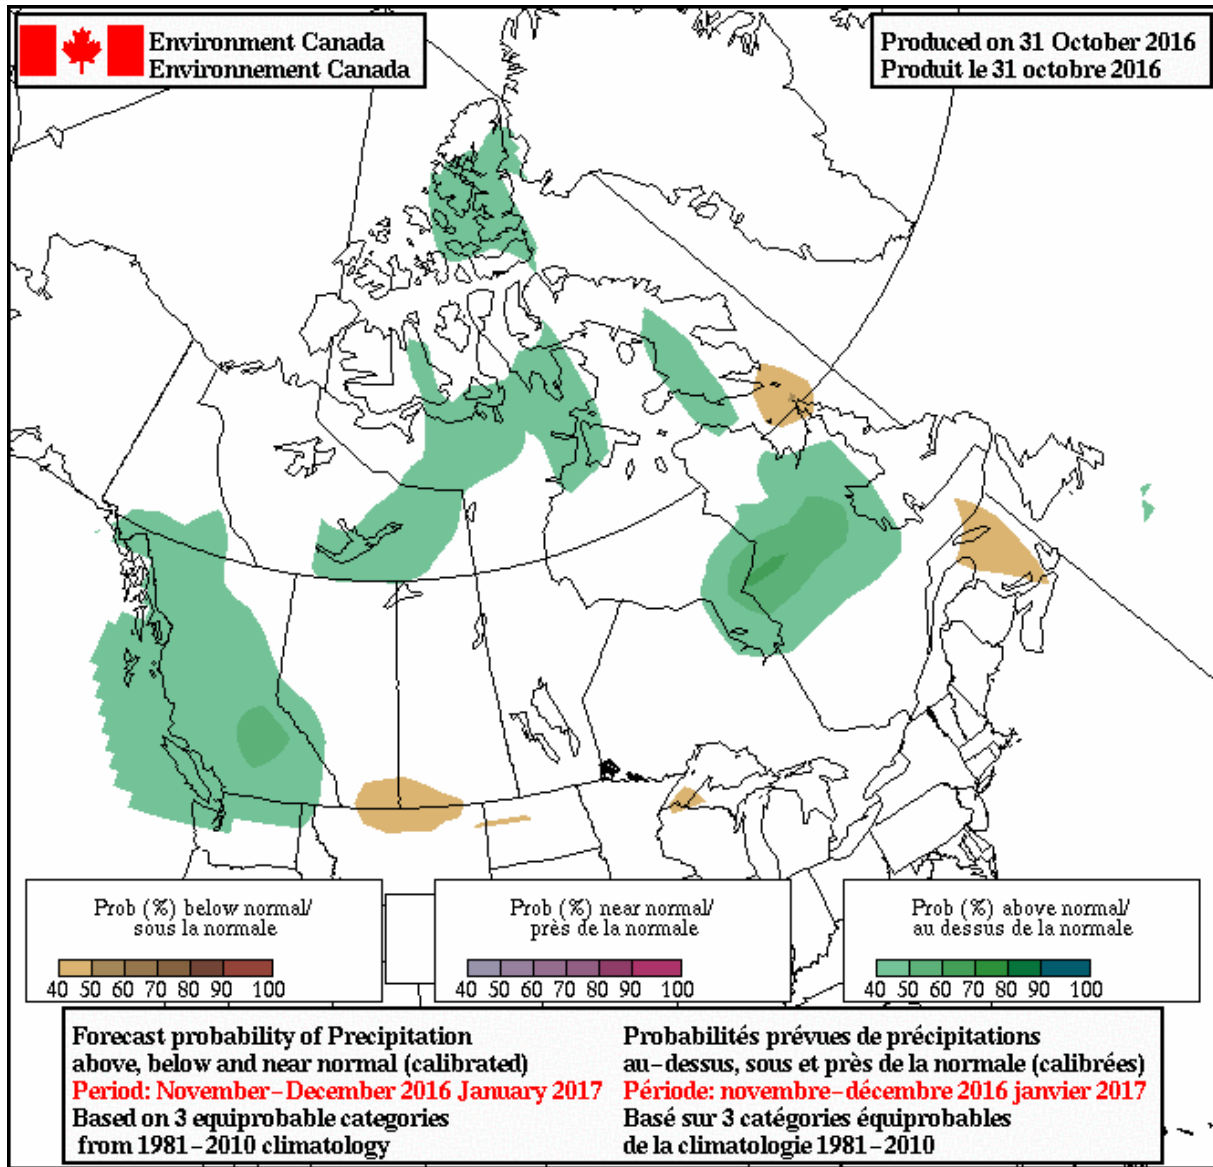 Environment Canada
Environnement Canada
Produced on 31 October 2016
Produit le 31 octobre 2016
Prob (%) below normal/
sous la normale
40 50 60 70 80 90 100
Prob (%) near normal/
près de la normale
40 50 60 70 80 90 100
Prob (%) above normal/
au dessus de la normale
40 50 60 70 80 90 100
Forecast probability of Precipitation
above, below and near normal (calibrated)
Period: November-December 2016 January 2017
Based on 3 equiprobable categories
from 1981-2010 climatology
Probabilités prévues de précipitations
au-dessus, sous et près de la normale (calibrées)
Période: novembre-décembre 2016 janvier 2017
Basé sur 3 catégories équiprobables
de la climatologie 1981-2010